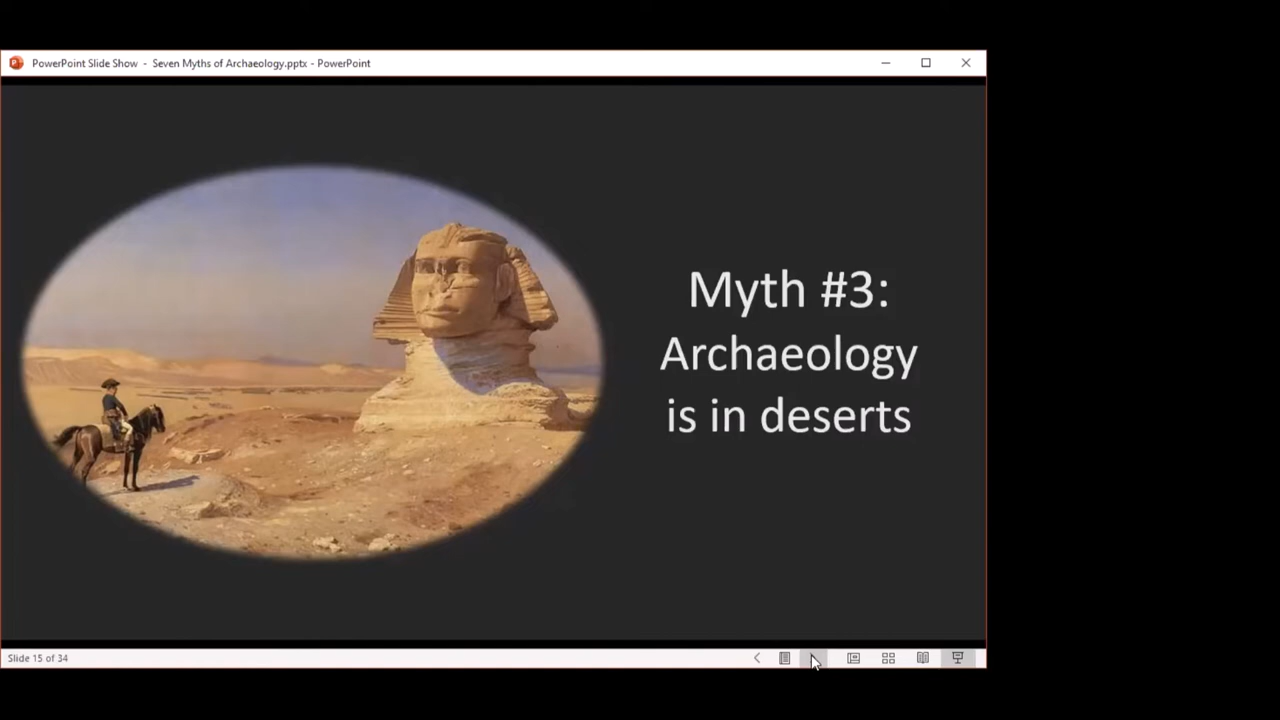 PowerPoint Slide Show - Seven Myths of Archaeology.pptx - PowerPoint
Myth #3:
Archaeology
is in deserts
Slide 15 of 34